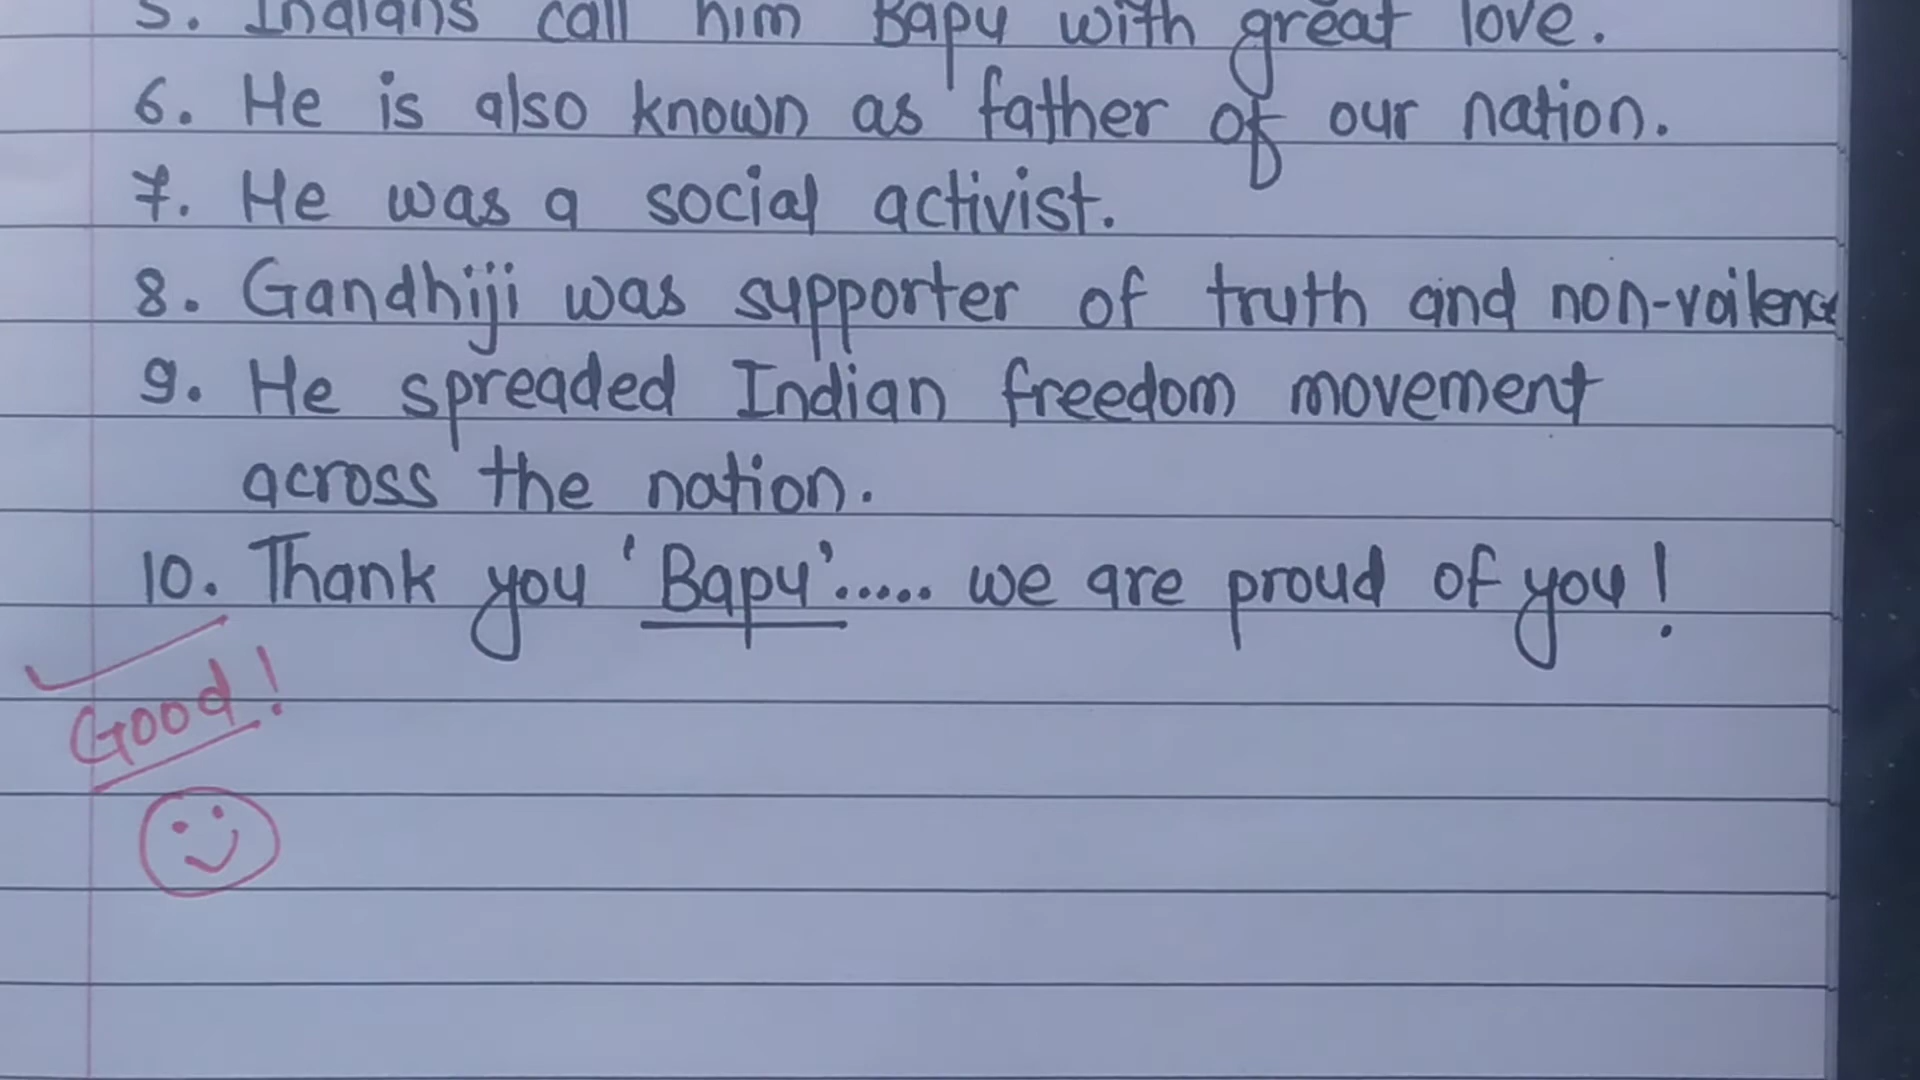 5. Indians call him Bapu with great love.
6. He is also known as father of our nation.
7. He was a social activist.
8. Gandhiji was supporter of truth and non-voilence
9. He spreaded Indian freedom movement
across the nation.
10. Thank you 'Bapu'..... we are proud of you!
Good!